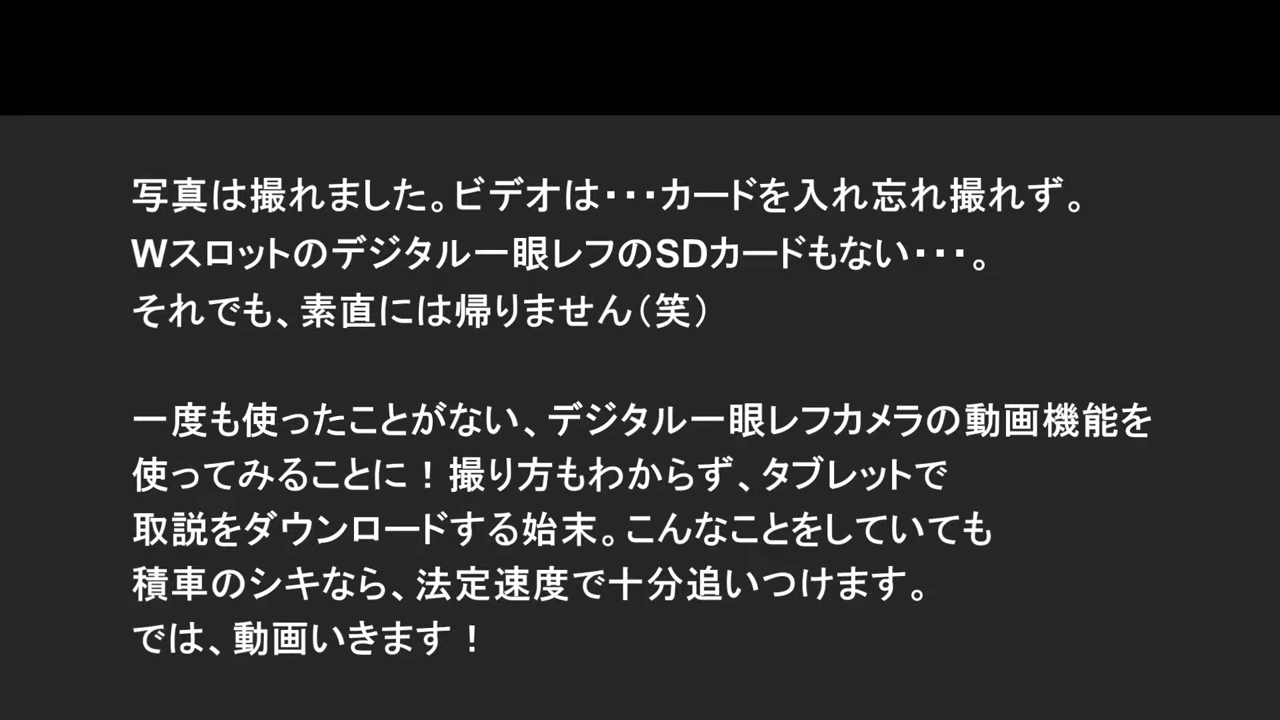 写真は撮れました。ビデオは・・・カードを入れ忘れ撮れず。
Wスロットのデジタル一眼レフのSDカードもない・・・。
それでも、素直には帰りません（笑）
一度も使ったことがない、デジタル一眼レフカメラの動画機能を
使ってみることに！撮り方もわからず、タブレットで
取説をダウンロードする始末。こんなことをしていても
積車のシキなら、法定速度で十分追いつけます。
では、動画いきます！